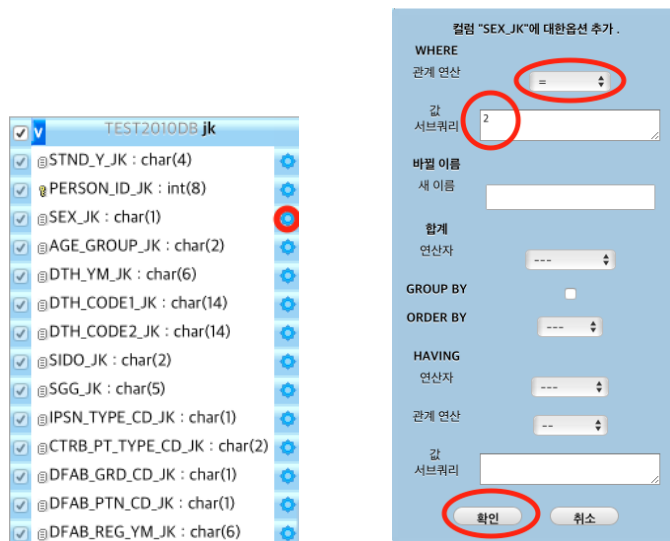 v TEST2010DB jk
STND_Y_JK : char(4)
PERSON_ID_JK : int(8)
SEX_JK : char(1)
AGE_GROUP_JK : char(2)
DTH_YM_JK : char(6)
DTH_CODE1_JK : char(14)
DTH_CODE2_JK : char(14)
SIDO_JK : char(2)
SGG_JK : char(5)
IPSN_TYPE_CD_JK : char(1)
CTRB_PT_TYPE_CD_JK : char(2)
DFAB_GRD_CD_JK : char(1)
DFAB_PTN_CD_JK : char(1)
DFAB_REG_YM_JK : char(6)
컬럼 "SEX_JK"에 대한옵션 추가 .
WHERE
관계 연산 =
값
서브쿼리 2
바뀔 이름
새 이름
합계
연산자 ---
GROUP BY
ORDER BY ---
HAVING
연산자 ---
관계 연산 --
값
서브쿼리
확인 취소